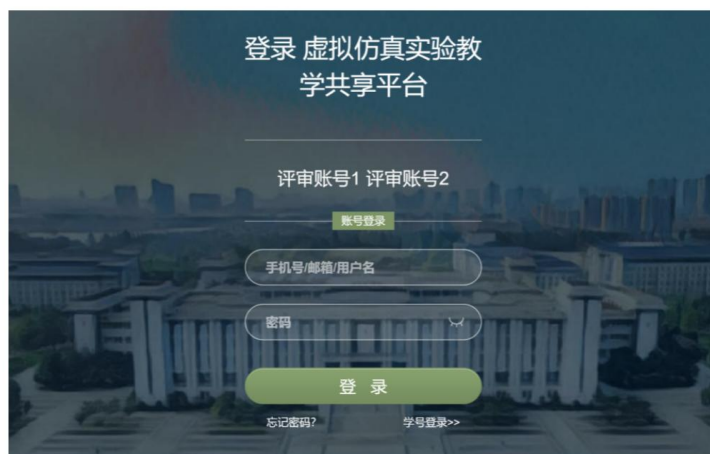 登录 虚拟仿真实验教
学共享平台
评审账号1 评审账号2
账号登录
手机号/邮箱/用户名
密码
登 录
忘记密码? 学号登录>>